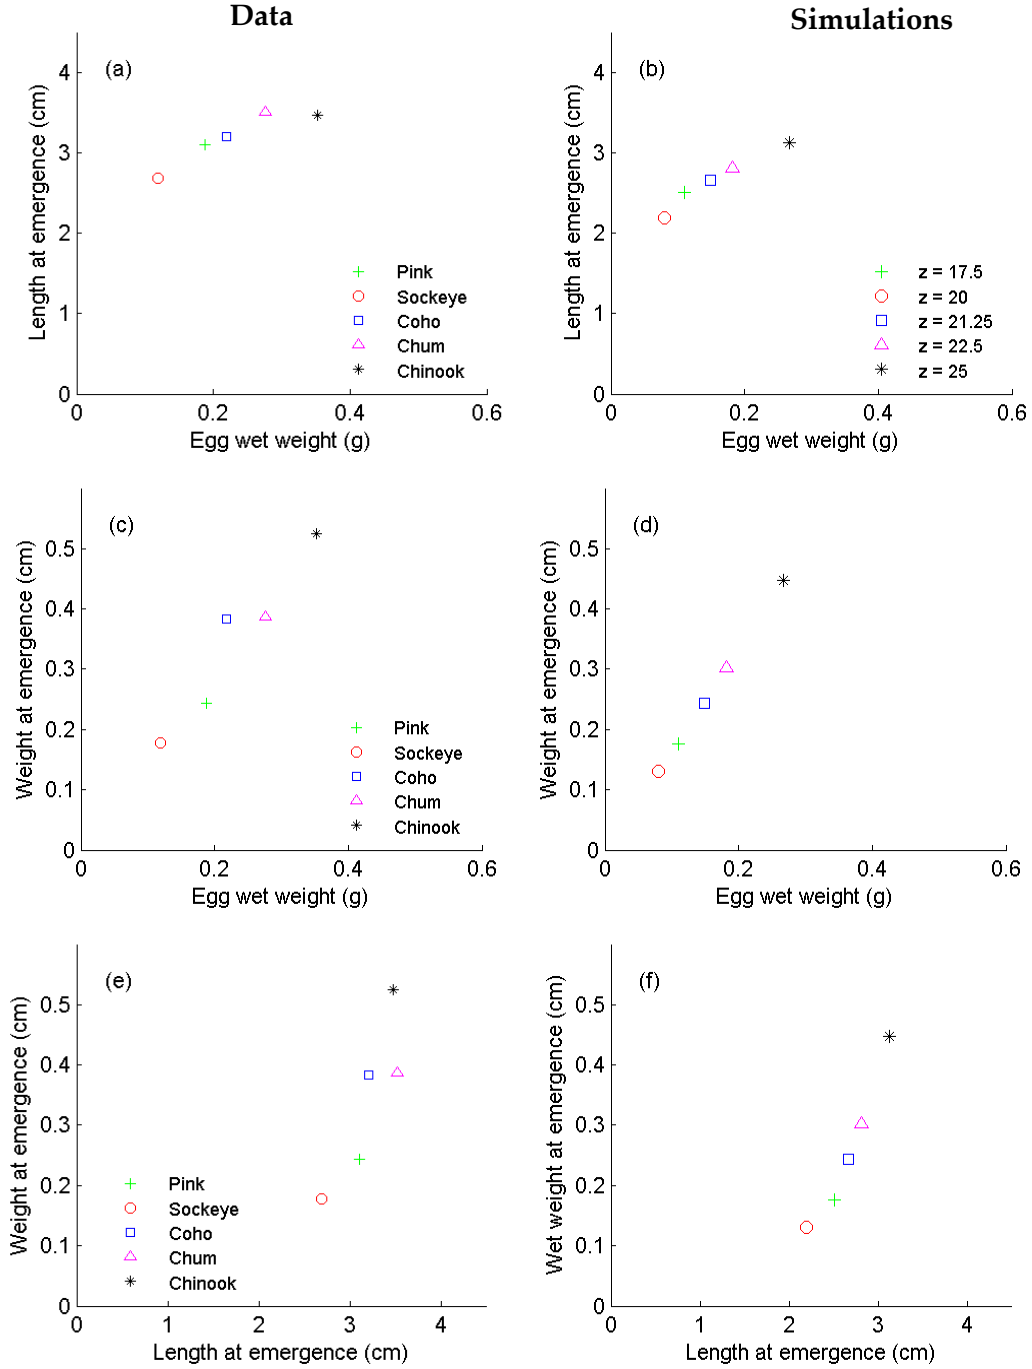 Data
Simulations
(a)
Length at emergence (cm)
4
3
2
1
0
Pink
Sockeye
Coho
Chum
Chinook
0
0.2
0.4
0.6
Egg wet weight (g)
(b)
Length at emergence (cm)
4
3
2
1
0
z = 17.5
z = 20
z = 21.25
z = 22.5
z = 25
0
0.2
0.4
0.6
Egg wet weight (g)
(c)
Weight at emergence (cm)
0.5
0.4
0.3
0.2
0.1
0
Pink
Sockeye
Coho
Chum
Chinook
0
0.2
0.4
0.6
Egg wet weight (g)
(d)
Weight at emergence (cm)
0.5
0.4
0.3
0.2
0.1
0
0
0.2
0.4
0.6
Egg wet weight (g)
(e)
Weight at emergence (cm)
0.5
0.4
0.3
0.2
0.1
0
Pink
Sockeye
Coho
Chum
Chinook
0
1
2
3
4
Length at emergence (cm)
(f)
Wet weight at emergence (cm)
0.5
0.4
0.3
0.2
0.1
0
0
1
2
3
4
Length at emergence (cm)